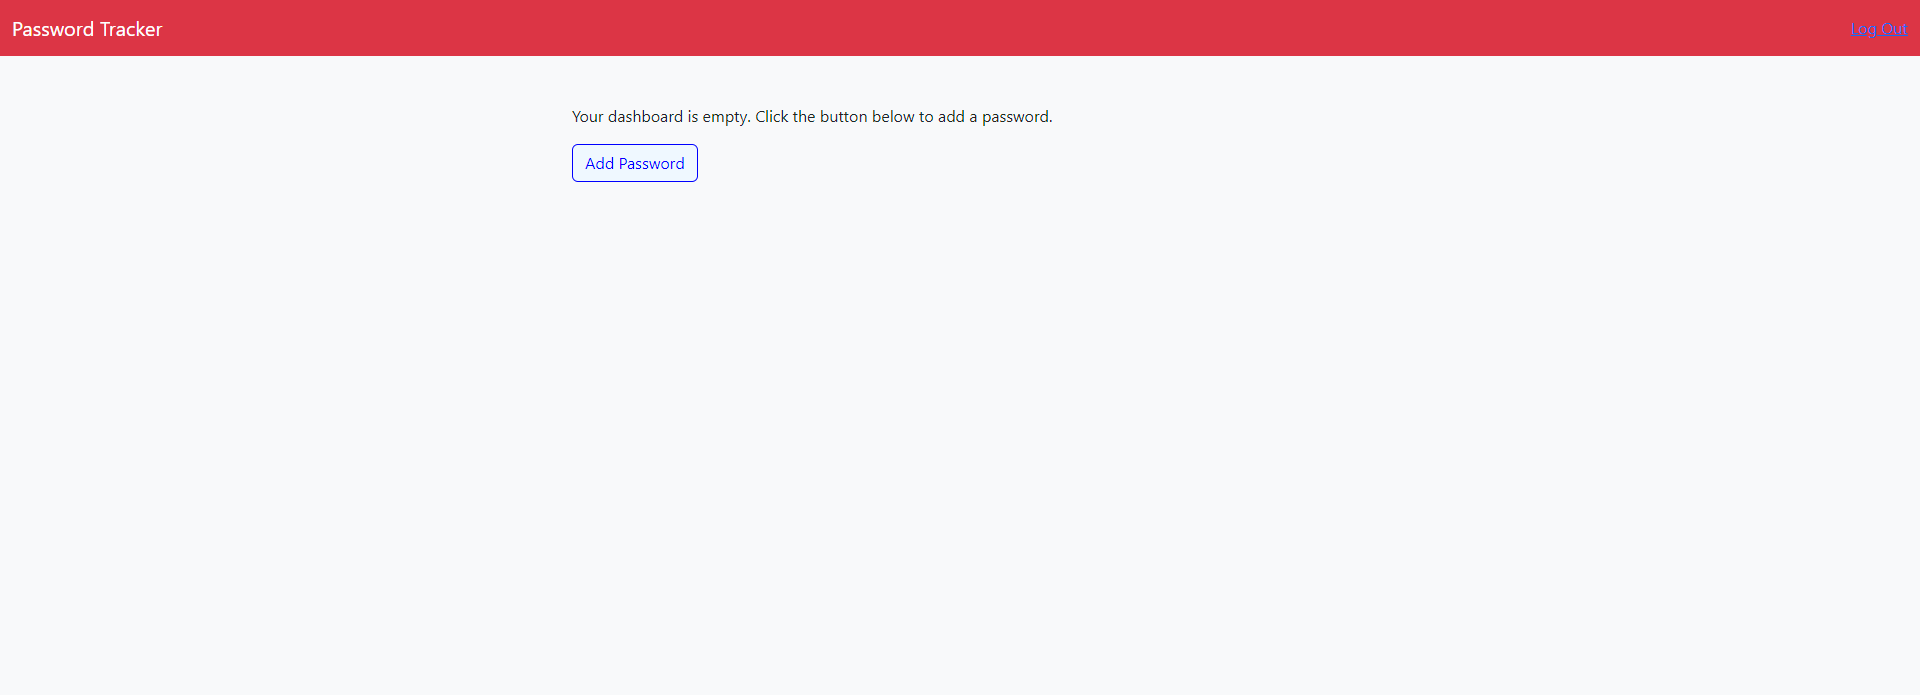 Password Tracker
Log Out
Your dashboard is empty. Click the button below to add a password.
Add Password